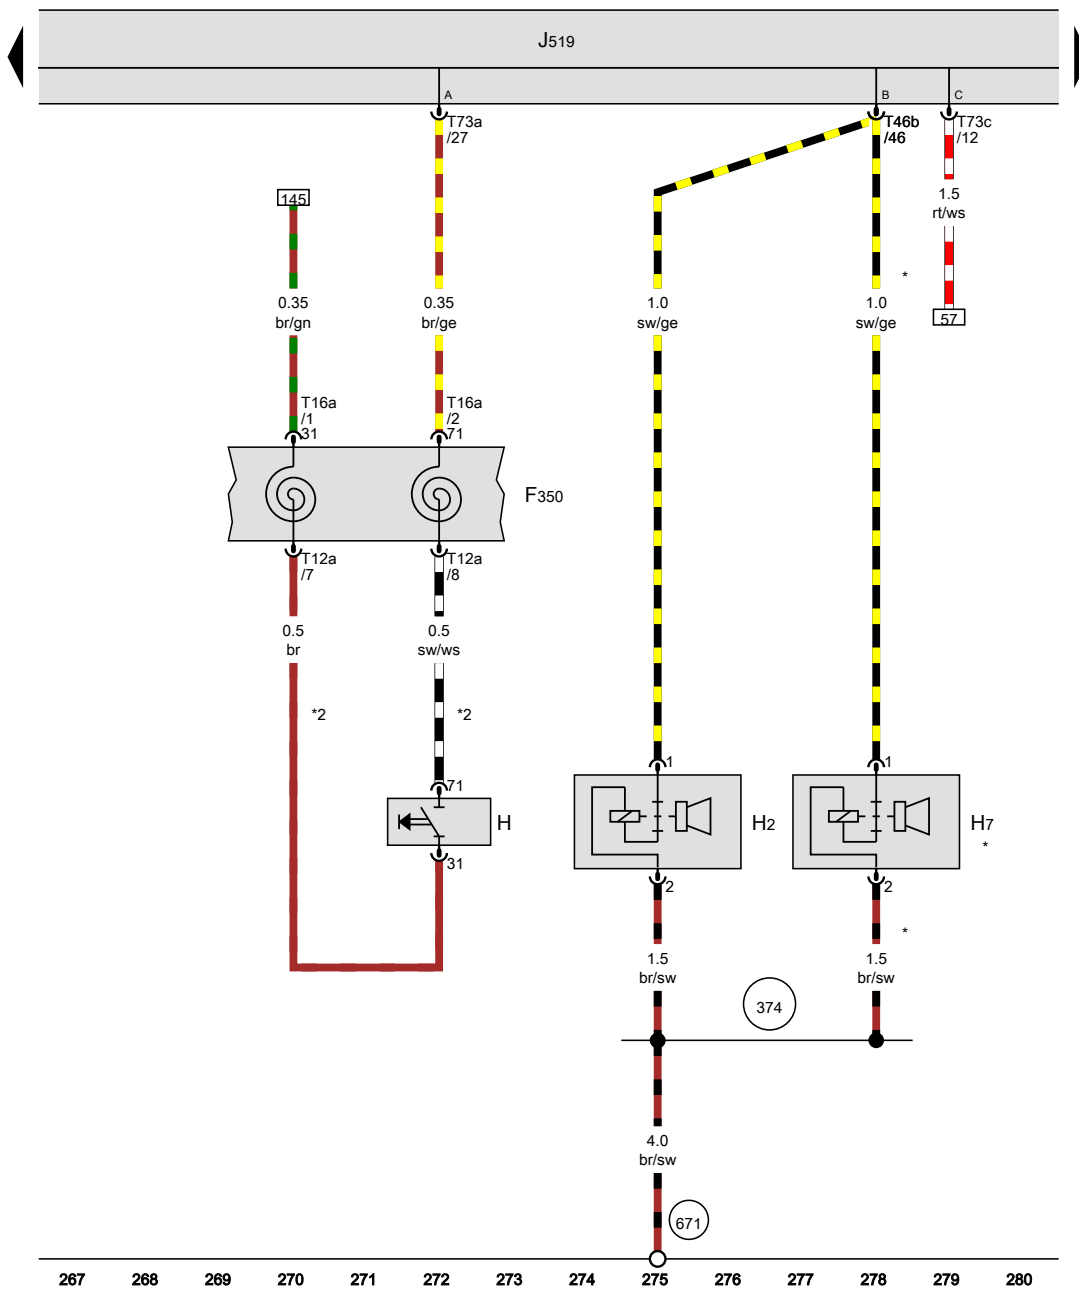 J519
A
B
C
T73a
/27
T46b
/46
T73c
/12
145
1.5
rt/ws
*
57
0.35
br/gn
0.35
br/ge
1.0
sw/ge
1.0
sw/ge
T16a
/1
31
T16a
/2
71
F350
T12a
/7
T12a
/8
0.5
br
0.5
sw/ws
*2
*2
71
H
31
1
1
H2
H7
*
2
2
*
1.5
br/sw
1.5
br/sw
374
4.0
br/sw
671
267 268 269 270 271 272 273 274 275 276 277 278 279 280